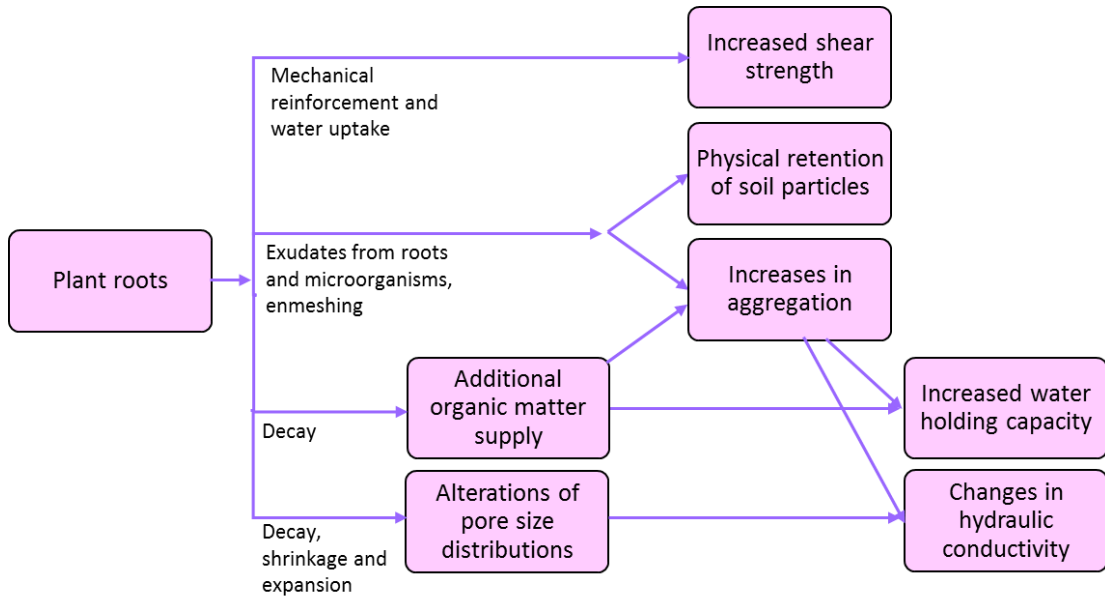 Increased shear
strength
Mechanical
reinforcement and
water uptake
Physical retention
of soil particles
Plant roots
Exudates from roots
and microorganisms,
enmeshing
Increases in
aggregation
Additional
organic matter
supply
Decay
Increased water
holding capacity
Alterations of
pore size
distributions
Decay,
shrinkage and
expansion
Changes in
hydraulic
conductivity